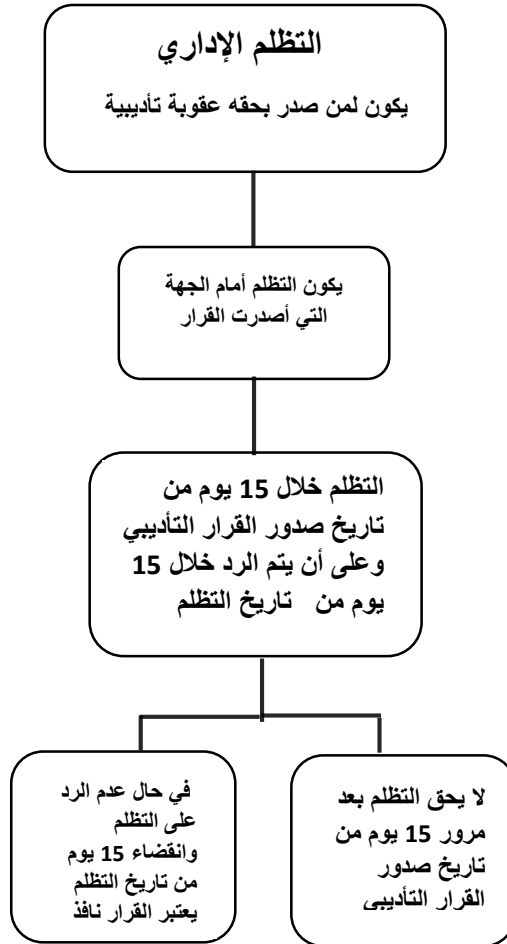 التظلم الإداري
يكون لمن صدر بحقه عقوبة تأديبية
يكون التظلم أمام الجهة
التي أصدرت القرار
التظلم خلال 15 يوم من
تاريخ صدور القرار التأديبي
وعلى أن يتم الرد خلال 15
يوم من تاريخ التظلم
لا يحق التظلم بعد
مرور 15 يوم من
تاريخ صدور
القرار التأديبي
في حال عدم الرد
على التظلم
وانقضاء 15 يوم
من تاريخ التظلم
يعتبر القرار نافذ